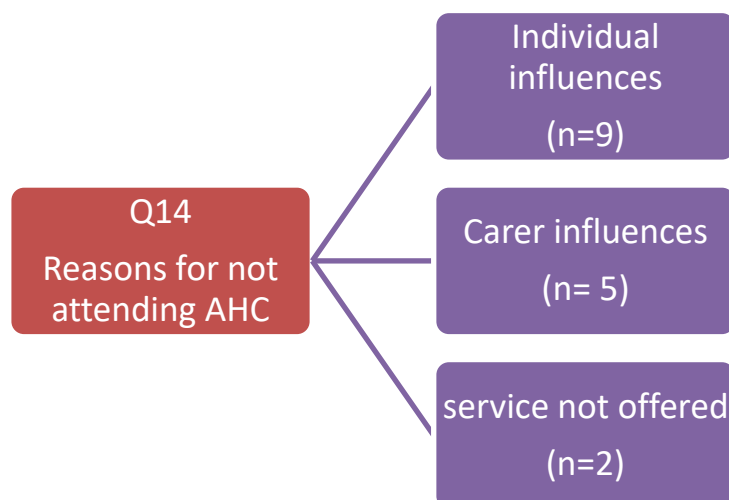 Individual
influences
(n=9)
Q14
Reasons for not
attending AHC
Carer influences
(n= 5)
service not offered
(n=2)